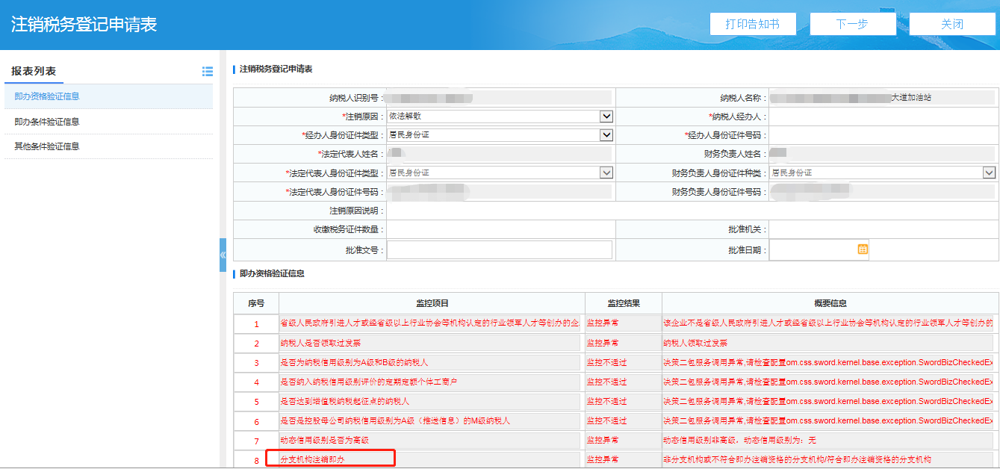 注销税务登记申请表
打印告知书 下一步 关闭
报表列表
即办资格验证信息
即办条件验证信息
其他条件验证信息
注销税务登记申请表
纳税人识别号： 纳税人名称： 大道加油站
*注销原因： 依法解散 *纳税人经办人：
*经办人身份证件类型： 居民身份证 *经办人身份证件号码：
*法定代表人姓名： 财务负责人姓名：
*法定代表人身份证件类型： 居民身份证 财务负责人身份证件种类： 居民身份证
*法定代表人身份证件号码： 财务负责人身份证件号码：
注销原因说明：
收缴税务证件数量： 批准机关：
批准文号： 批准日期：
即办资格验证信息
序号 监控项目 监控结果 概要信息
1 省级人民政府引进人才或经省级以上行业协会等机构认定的行业领军人才等创办的企 监控异常 该企业不是省级人民政府引进人才或经省级以上行业协会等机构认定的行业领军人才等创办的
2 纳税人是否领取过发票 监控异常 纳税人领取过发票
3 是否为纳税信用级别为A级和B级的纳税人 监控不通过 决策二包服务调用异常,请检查配置om.css.sword.kernel.base.exception.SwordBizCheckedEx
4 是否纳入纳税信用级别评价的定期定额个体工商户 监控不通过 决策二包服务调用异常,请检查配置om.css.sword.kernel.base.exception.SwordBizCheckedEx
5 是否达到增值税纳税起征点的纳税人 监控不通过 决策二包服务调用异常,请检查配置om.css.sword.kernel.base.exception.SwordBizCheckedEx
6 是否是控股母公司纳税信用级别为A级（推送信息）的M级纳税人 监控不通过 决策二包服务调用异常,请检查配置om.css.sword.kernel.base.exception.SwordBizCheckedEx
7 动态信用级别是否为高级 监控异常 动态信用级别非高级，动态信用级别为：无
8 分支机构注销即办 监控异常 非分支机构或不符合即办注销资格的分支机构/符合即办注销资格的分支机构